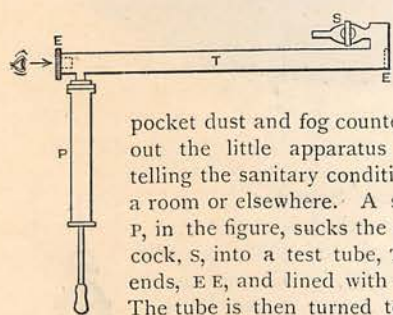 S
E
T
E
P
pocket dust and fog counte
out the little apparatus
telling the sanitary conditi
a room or elsewhere. A s
P, in the figure, sucks the
cock, S, into a test tube,
ends, E E, and lined with
The tube is then turned t